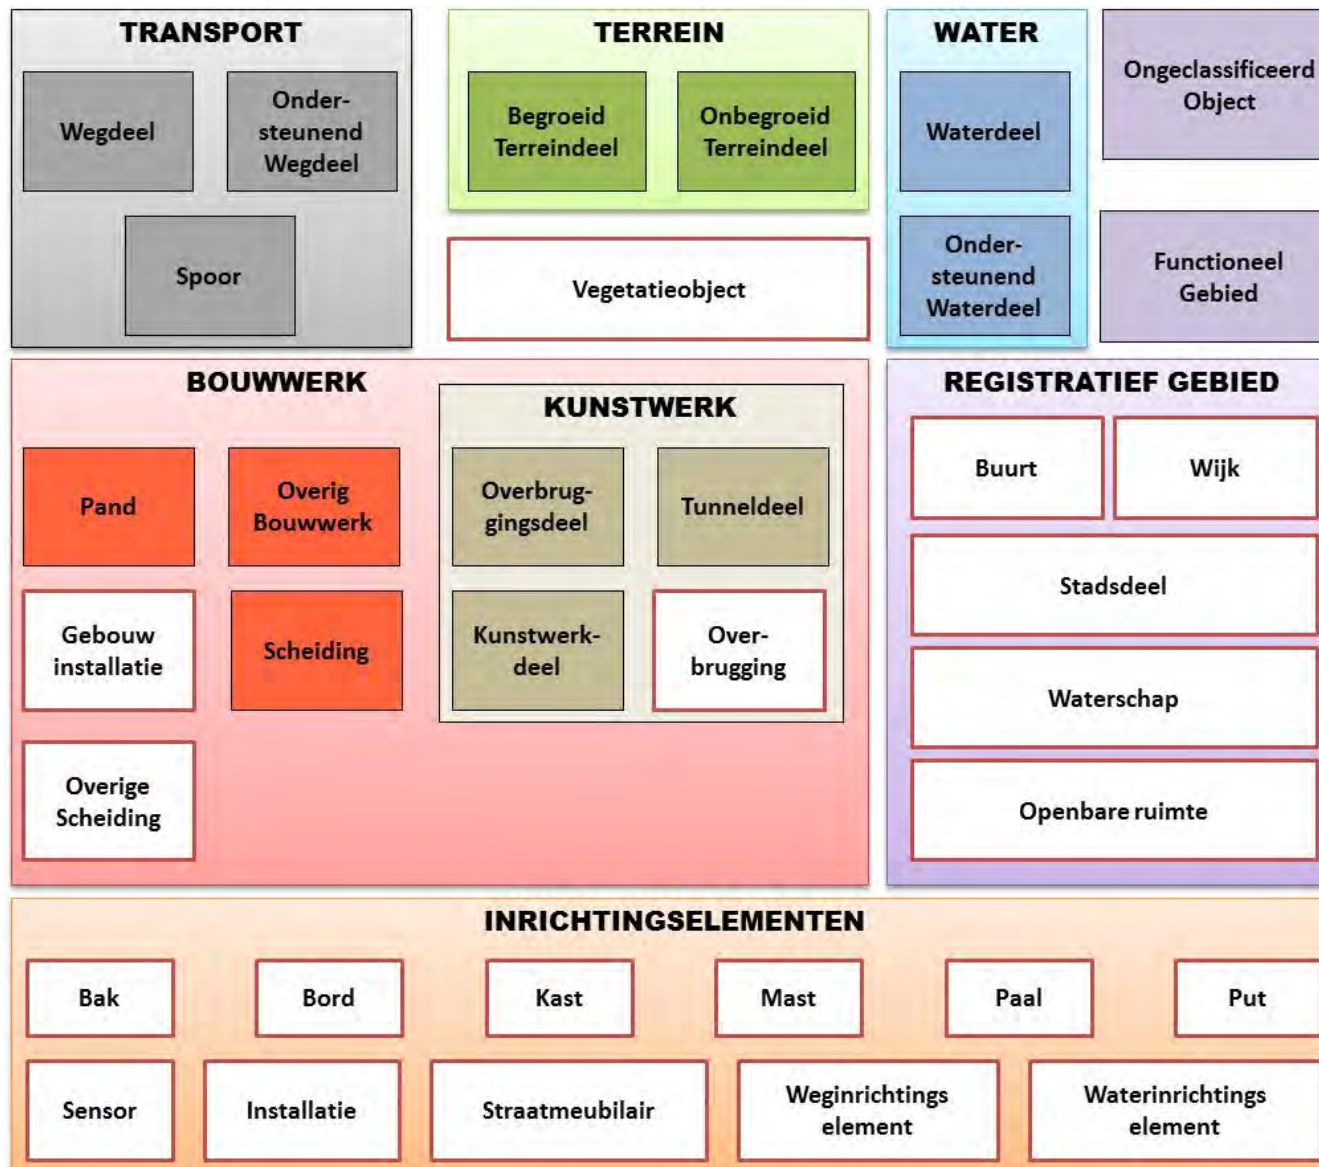 TRANSPORT
Wegdeel
Onder-
steunend
Wegdeel
Spoor
TERREIN
Begroeid
Terreindeel
Onbegroeid
Terreindeel
Vegetatieobject
WATER
Waterdeel
Onder-
steunend
Waterdeel
Ongeclassificeerd
Object
Functioneel
Gebied
BOUWWERK
Pand
Overig
Bouwwerk
Gebouw
installatie
Scheiding
Overige
Scheiding
KUNSTWERK
Overbrug-
gingsdeel
Tunneldeel
Kunstwerk-
deel
Over-
brugging
REGISTRATIEF GEBIED
Buurt
Wijk
Stadsdeel
Waterschap
Openbare ruimte
INRICHTINGSELEMENTEN
Bak
Bord
Kast
Mast
Paal
Put
Sensor
Installatie
Straatmeubilair
Weginrichtings
element
Waterinrichtings
element